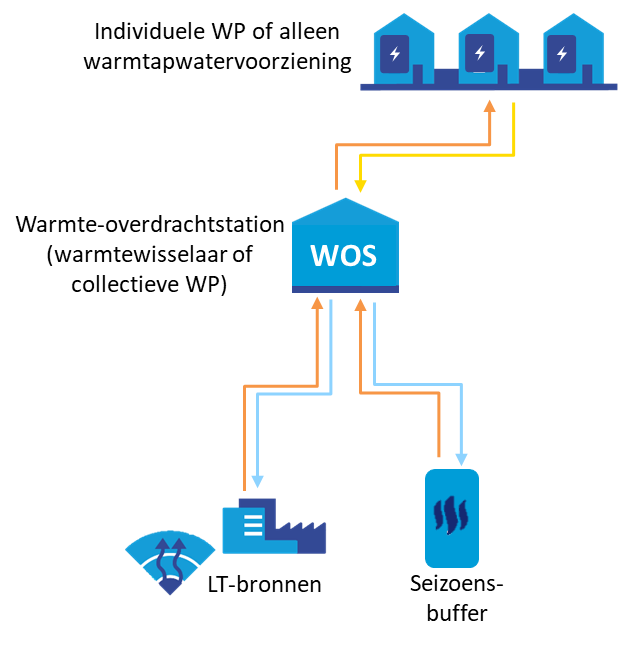 Individuele WP of alleen
warmtapwatervoorziening
Warmte-overdrachtstation
(warmtewisselaar of
collectieve WP)
WOS
LT-bronnen
Seizoens-
buffer